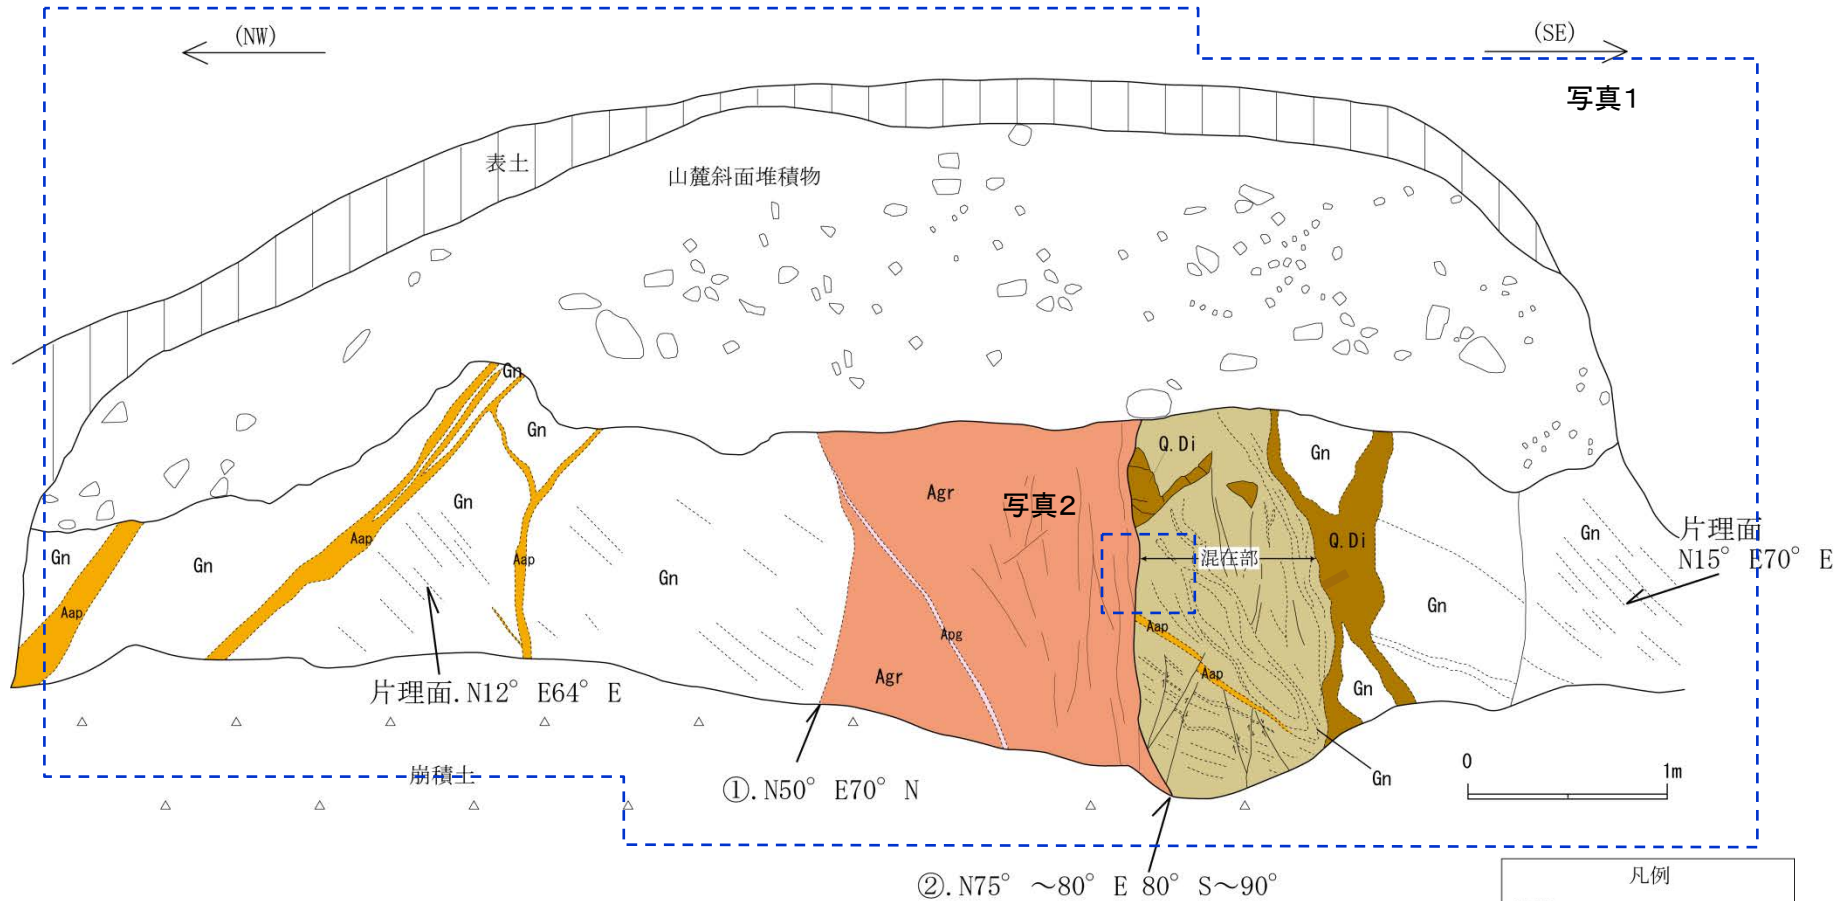 (NW)
(SE)
写真1
表土
山麓斜面堆積物
Gn
Gn
Gn
Q.Di
Gn
Agr
写真2
Gn
Gn
Aap
Aap
混在部
Q.Di
Gn
片理面
N15° E70° E
Gn
Aap
Gn
Aap
Apg
Aap
Gn
Agr
Aap
Gn
片理面.N12° E64° E
崩積土
①.N50° E70° N
Gn
0
1m
②.N75° ～80° E 80° S～90°
凡例